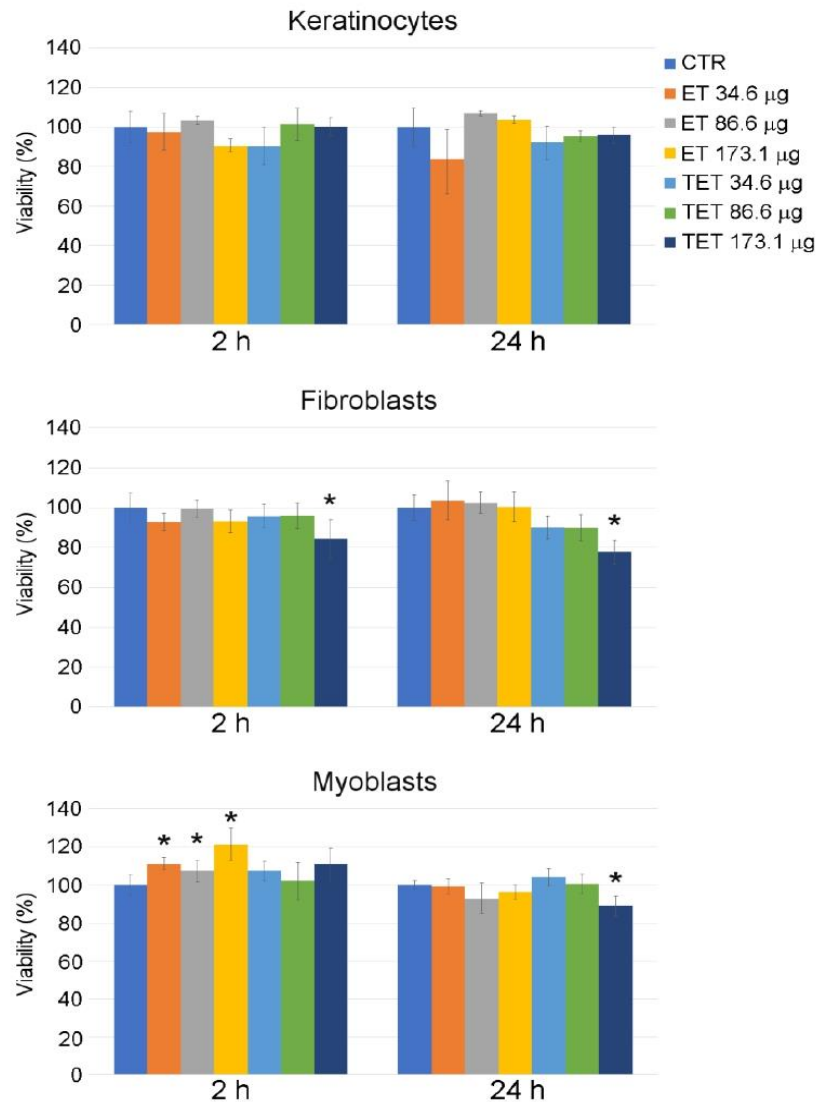 Keratinocytes
Viability (%)
140
120
100
80
60
40
20
0
2 h
24 h
CTR
ET 34.6 µg
ET 86.6 µg
ET 173.1 µg
TET 34.6 µg
TET 86.6 µg
TET 173.1 µg
Fibroblasts
Viability (%)
140
120
100
80
60
40
20
0
*
*
2 h
24 h
Myoblasts
Viability (%)
140
120
100
80
60
40
20
0
* * *
*
2 h
24 h